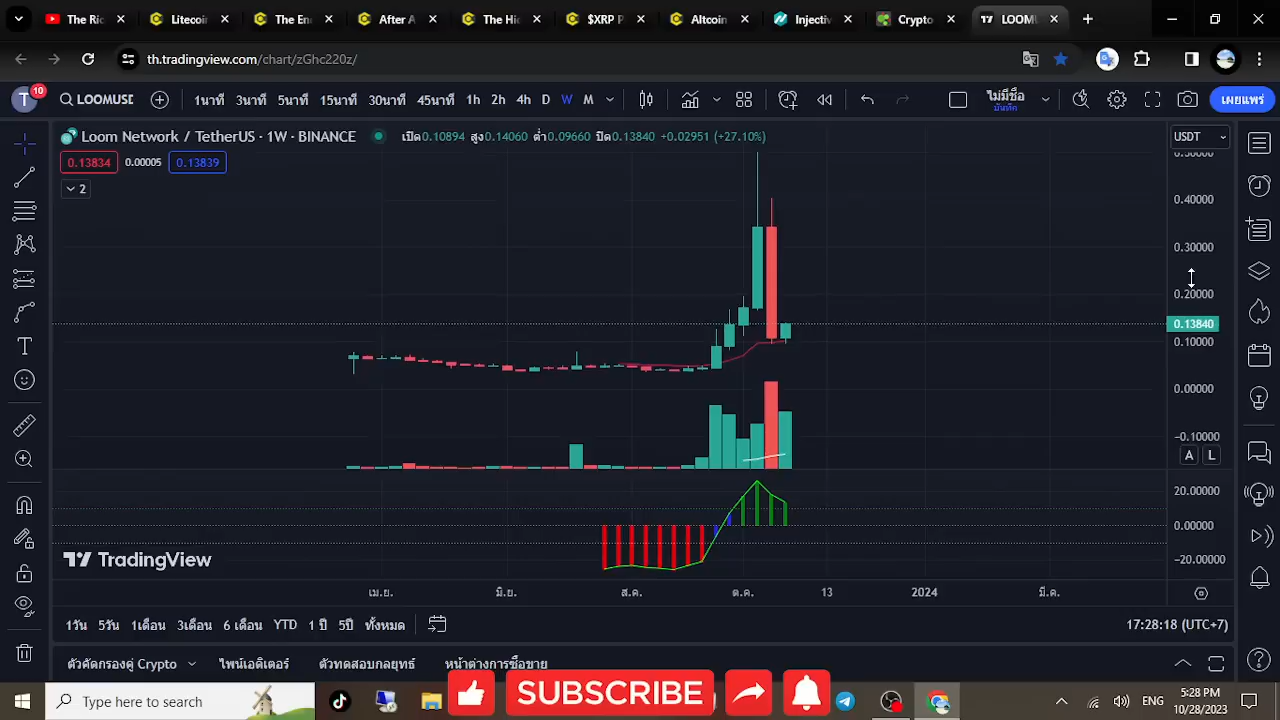 The Ric
Litecoin
The En
After A
The Hi
$XRP P
Altcoin
Injectiv
Crypto
LOOMU
th.tradingview.com/chart/zGhc220z/
T
10
LOOMUSD
1นาที
3นาที
5นาที
15นาที
30นาที
45นาที
1h
2h
4h
D
W
M
ไม่มีชื่อ
บันทึก
เผยแพร่
Loom Network / TetherUS · 1W · BINANCE
เปิด0.10894 สูง0.14060 ต่ำ0.09660 ปิด0.13840 +0.02951 (+27.10%)
USDT
0.13834
0.00005
0.13839
2
0.50000
0.40000
0.30000
0.20000
0.13840
0.10000
0.00000
-0.10000
A
L
20.00000
0.00000
-20.00000
TradingView
เม.ย.
มิ.ย.
ส.ค.
ต.ค.
13
2024
มี.ค.
1วัน
5วัน
1เดือน
3เดือน
6 เดือน
YTD
1 ปี
5ปี
ทั้งหมด
17:28:18 (UTC+7)
ตัวคัดกรองคู่ Crypto
ไพน์เอดิเตอร์
ตัวทดสอบกลยุทธ์
หน้าต่างการซื้อขาย
SUBSCRIBE
Type here to search
ENG
5:28 PM
10/28/2023